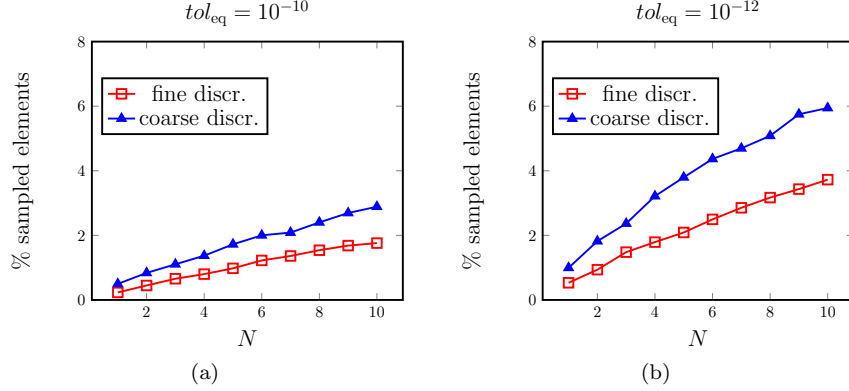 tol_eq = 10^−10
8
6
4
2
0
% sampled elements
fine discr.
coarse discr.
2 4 6 8 10
N
(a)
tol_eq = 10^−12
8
6
4
2
0
% sampled elements
fine discr.
coarse discr.
2 4 6 8 10
N
(b)